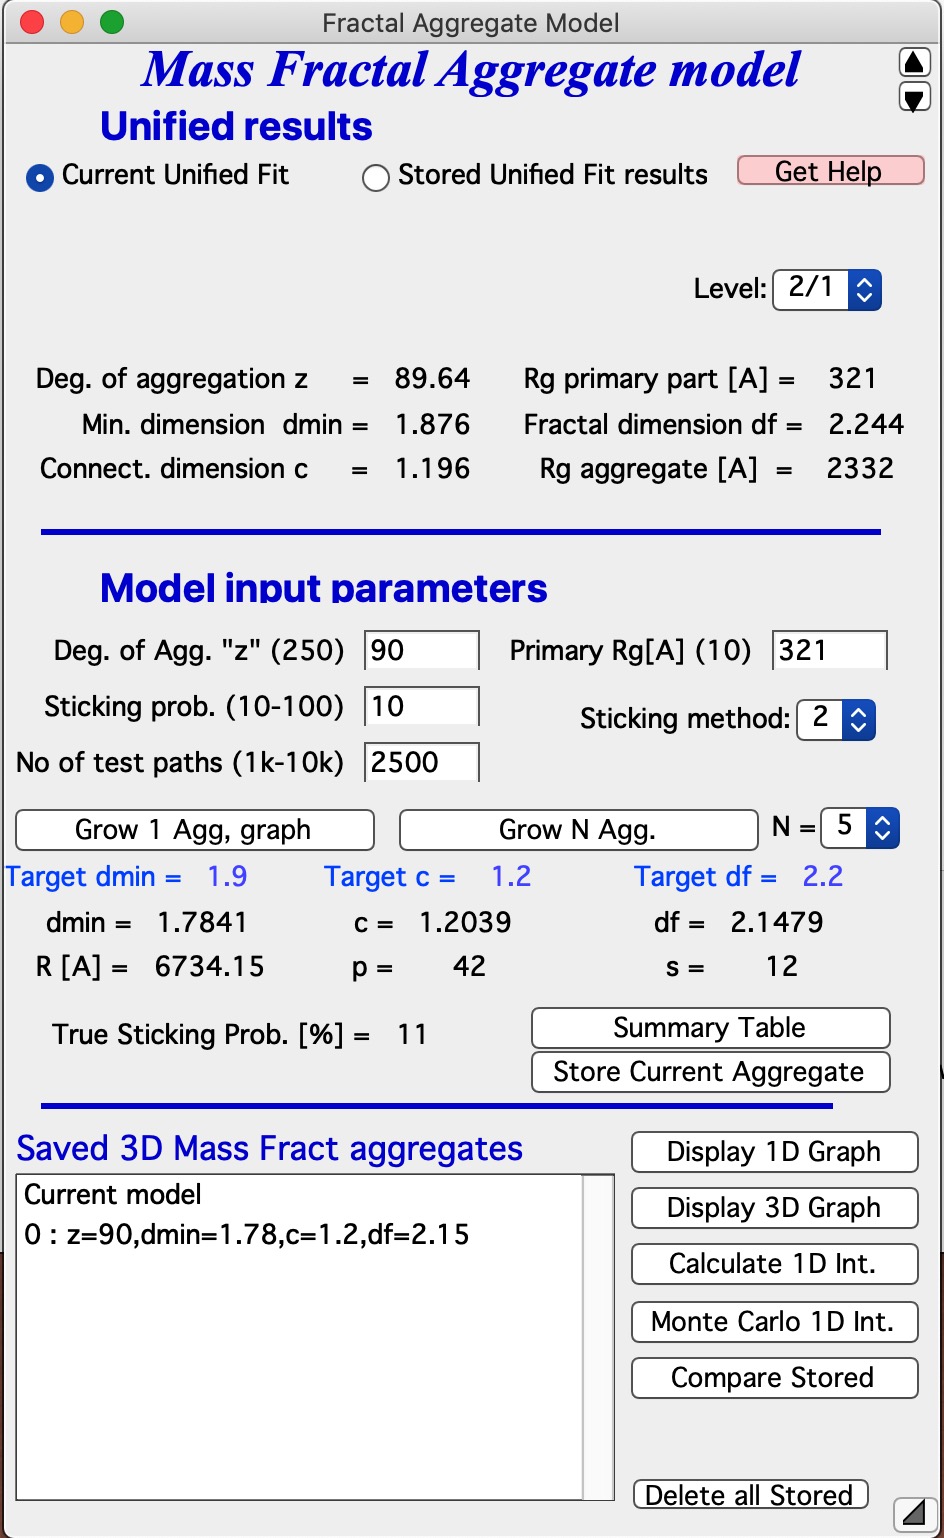 Fractal Aggregate Model
Mass Fractal Aggregate model
Unified results
Current Unified Fit Stored Unified Fit results Get Help
Level: 2/1
Deg. of aggregation z = 89.64 Rg primary part [A] = 321
Min. dimension dmin = 1.876 Fractal dimension df = 2.244
Connect. dimension c = 1.196 Rg aggregate [A] = 2332
Model input parameters
Deg. of Agg. "z" (250) 90 Primary Rg[A] (10) 321
Sticking prob. (10-100) 10 Sticking method: 2
No of test paths (1k-10k) 2500
Grow 1 Agg, graph Grow N Agg. N = 5
Target dmin = 1.9 Target c = 1.2 Target df = 2.2
dmin = 1.7841 c = 1.2039 df = 2.1479
R [A] = 6734.15 p = 42 s = 12
True Sticking Prob. [%] = 11 Summary Table
Store Current Aggregate
Saved 3D Mass Fract aggregates Display 1D Graph
Current model
0 : z=90,dmin=1.78,c=1.2,df=2.15 Display 3D Graph
Calculate 1D Int.
Monte Carlo 1D Int.
Compare Stored
Delete all Stored